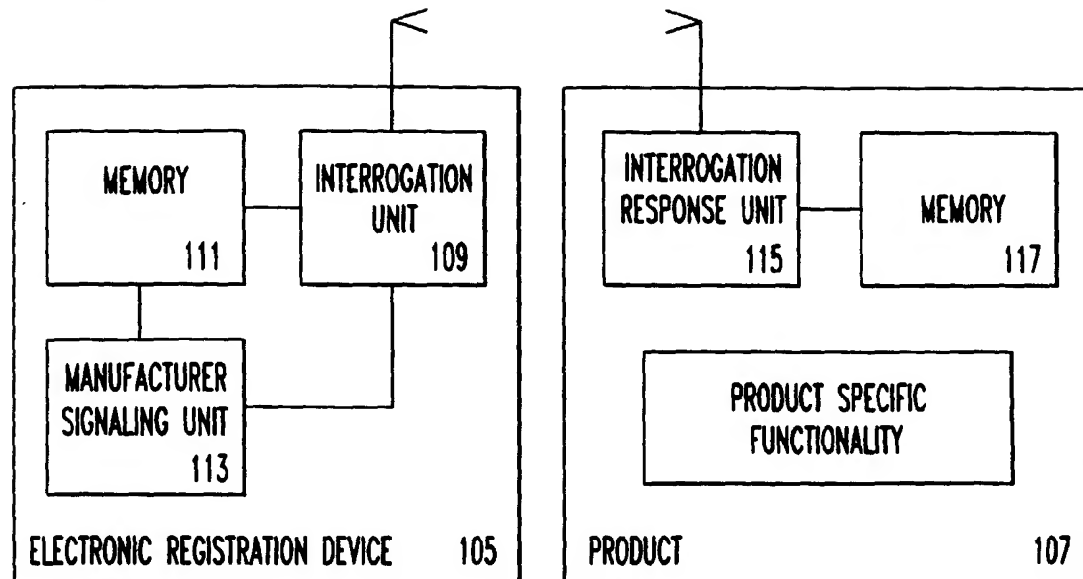 MEMORY
111
INTERROGATION
UNIT
109
MANUFACTURER
SIGNALING UNIT
113
ELECTRONIC REGISTRATION DEVICE 105
INTERROGATION
RESPONSE UNIT
115
MEMORY
117
PRODUCT SPECIFIC
FUNCTIONALITY
PRODUCT 107